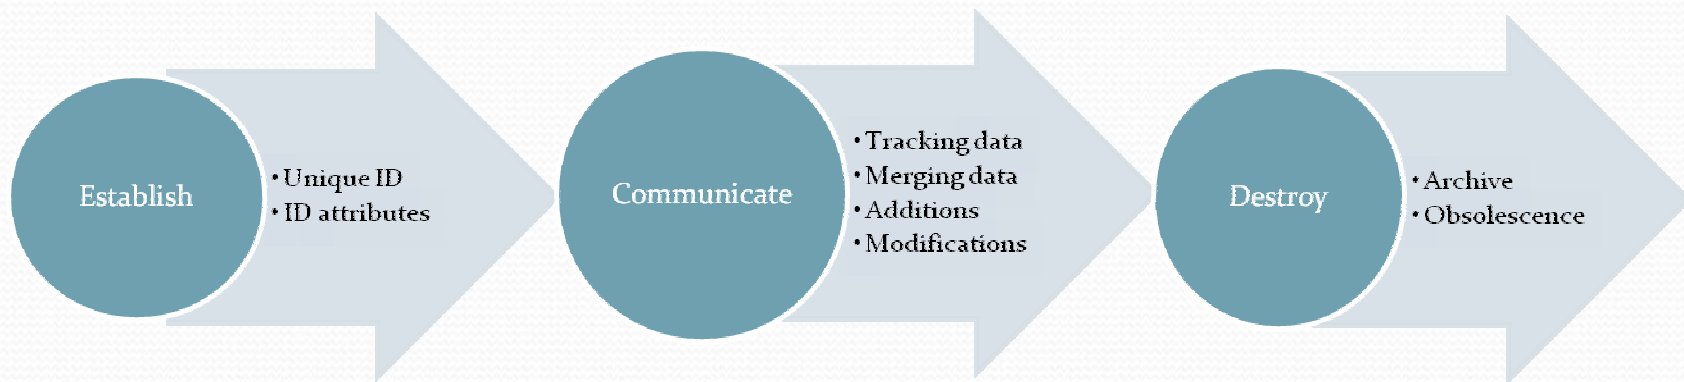 Establish
• Unique ID
• ID attributes
Communicate
• Tracking data
• Merging data
• Additions
• Modifications
Destroy
• Archive
• Obsolescence